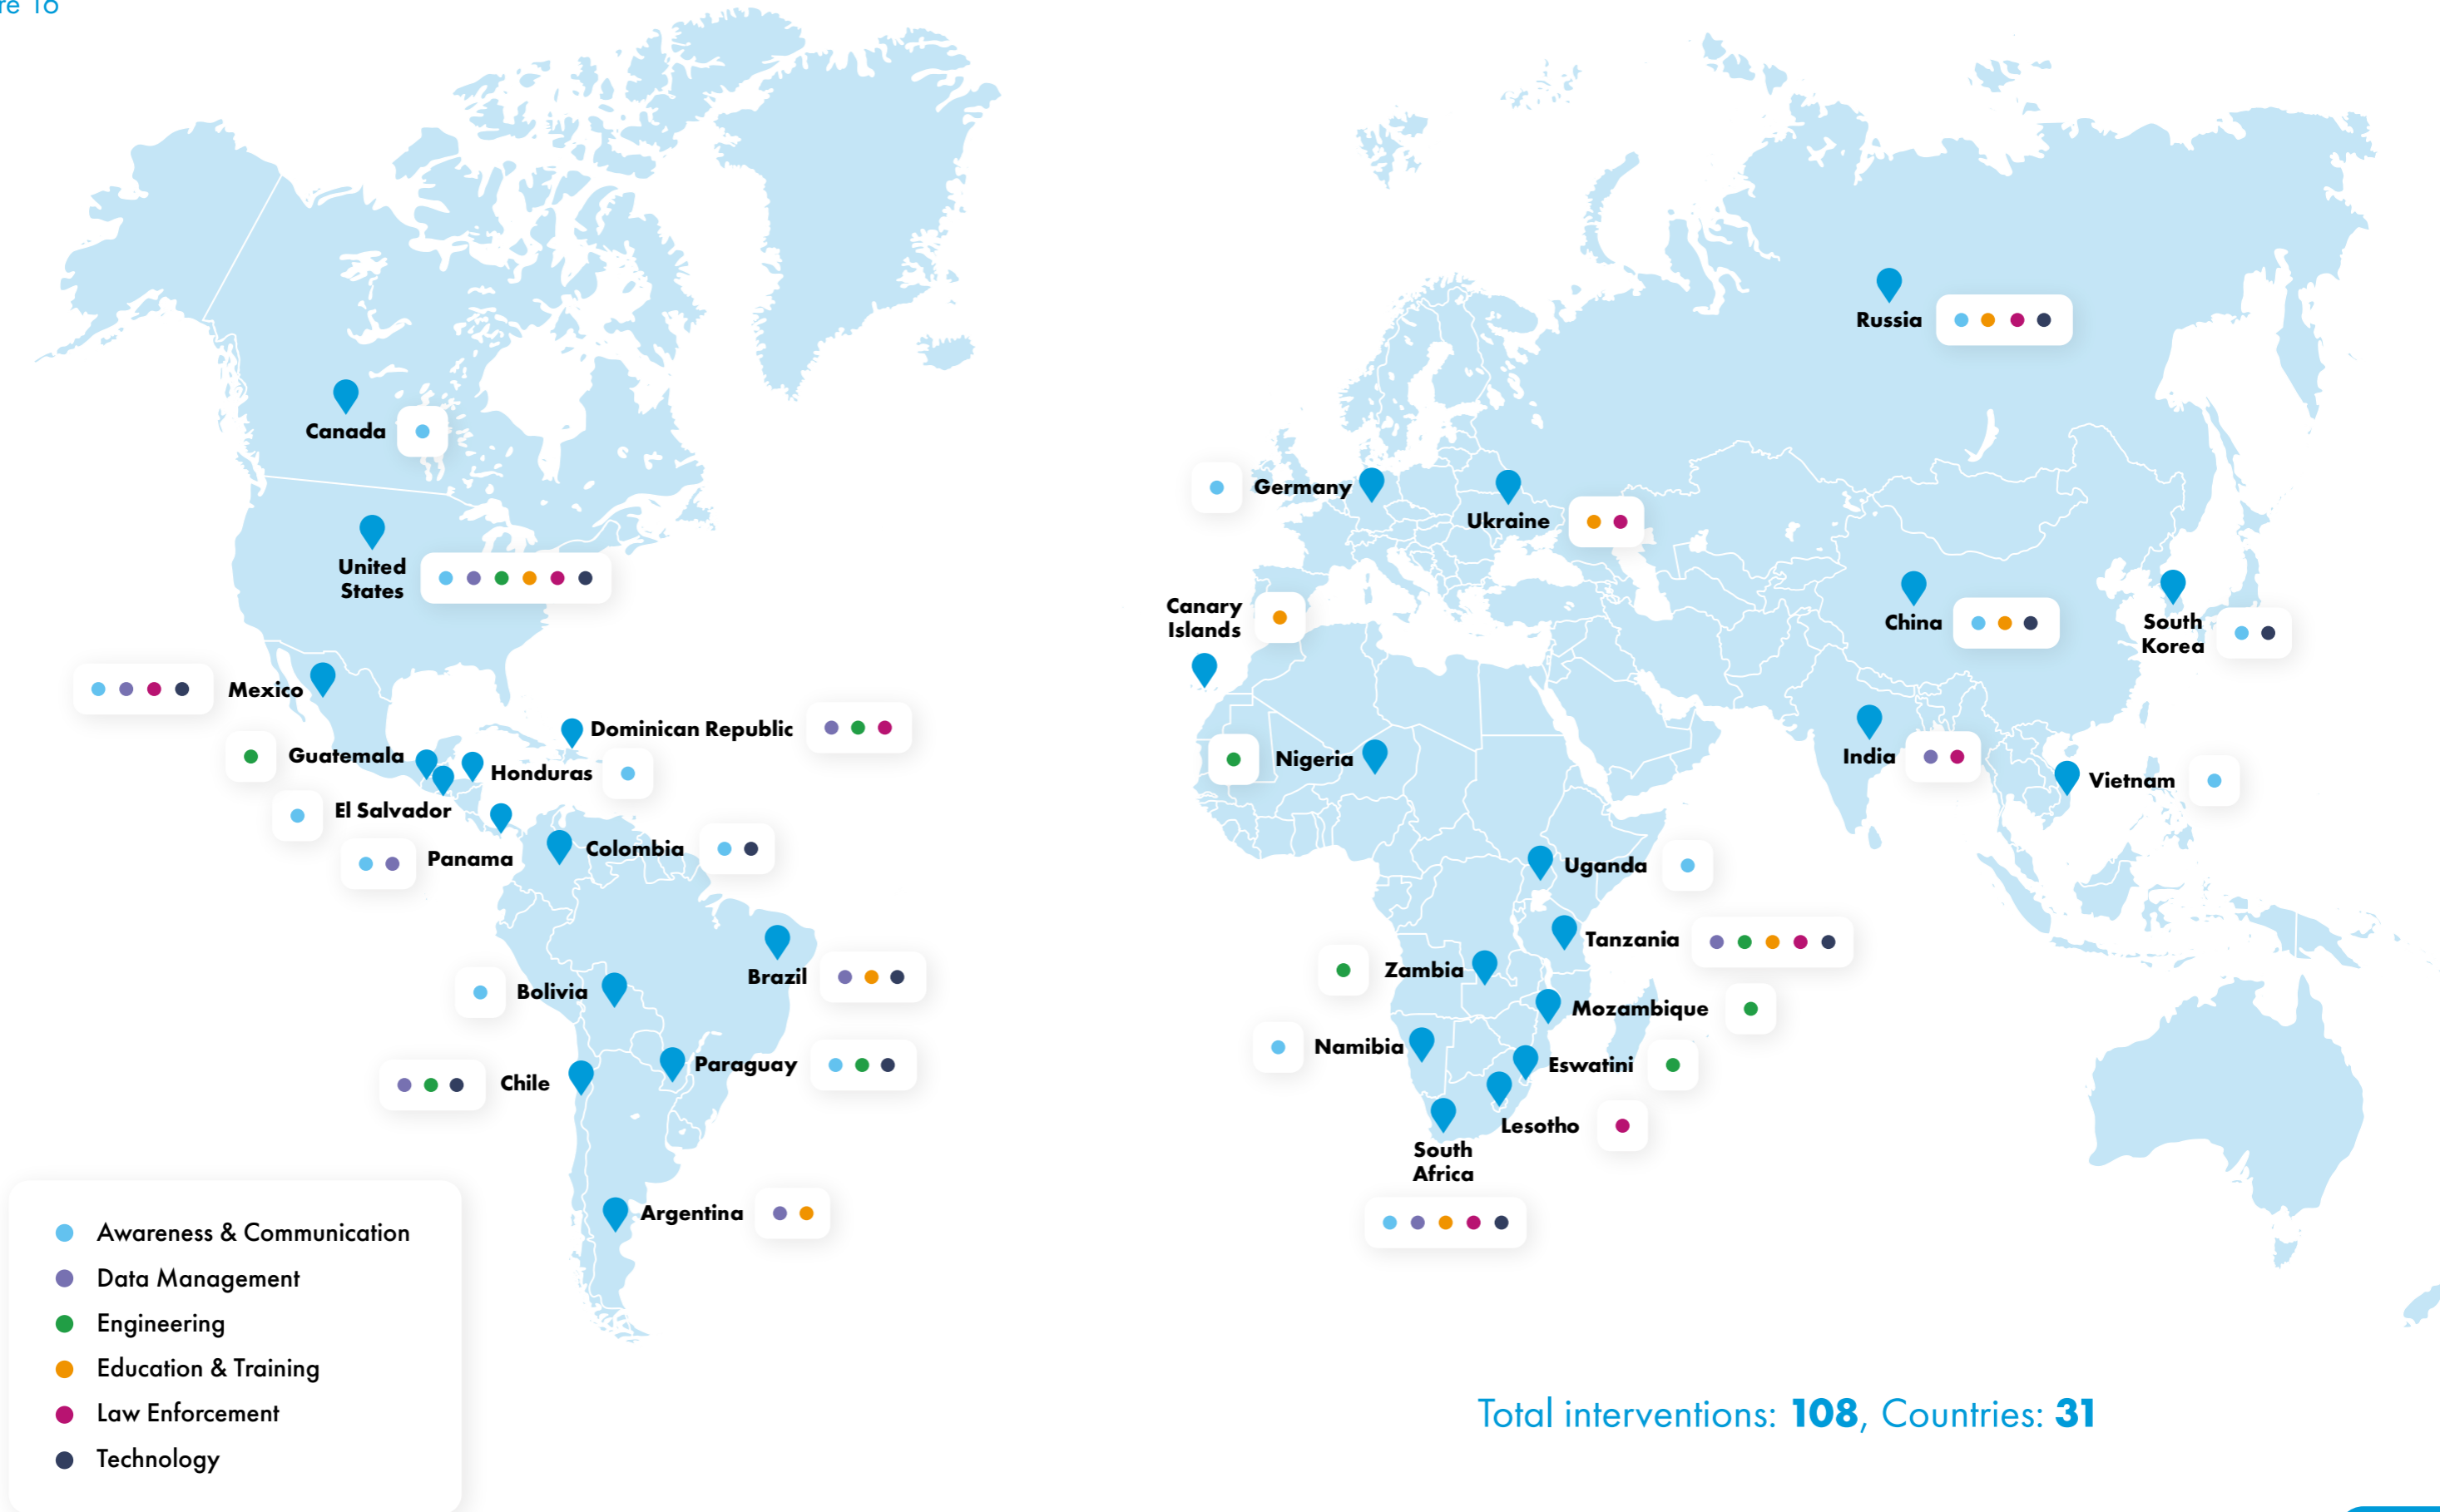 Russia
Canada
Germany
Ukraine
United
States
Canary
Islands
China
South
Korea
Mexico
Dominican Republic
Guatemala
Honduras
Nigeria
India
Vietnam
El Salvador
Panama
Colombia
Uganda
Tanzania
Brazil
Zambia
Bolivia
Mozambique
Namibia
Paraguay
Eswatini
Chile
Lesotho
South
Africa
Argentina
Awareness & Communication
Data Management
Engineering
Education & Training
Law Enforcement
Technology
Total interventions: 108, Countries: 31